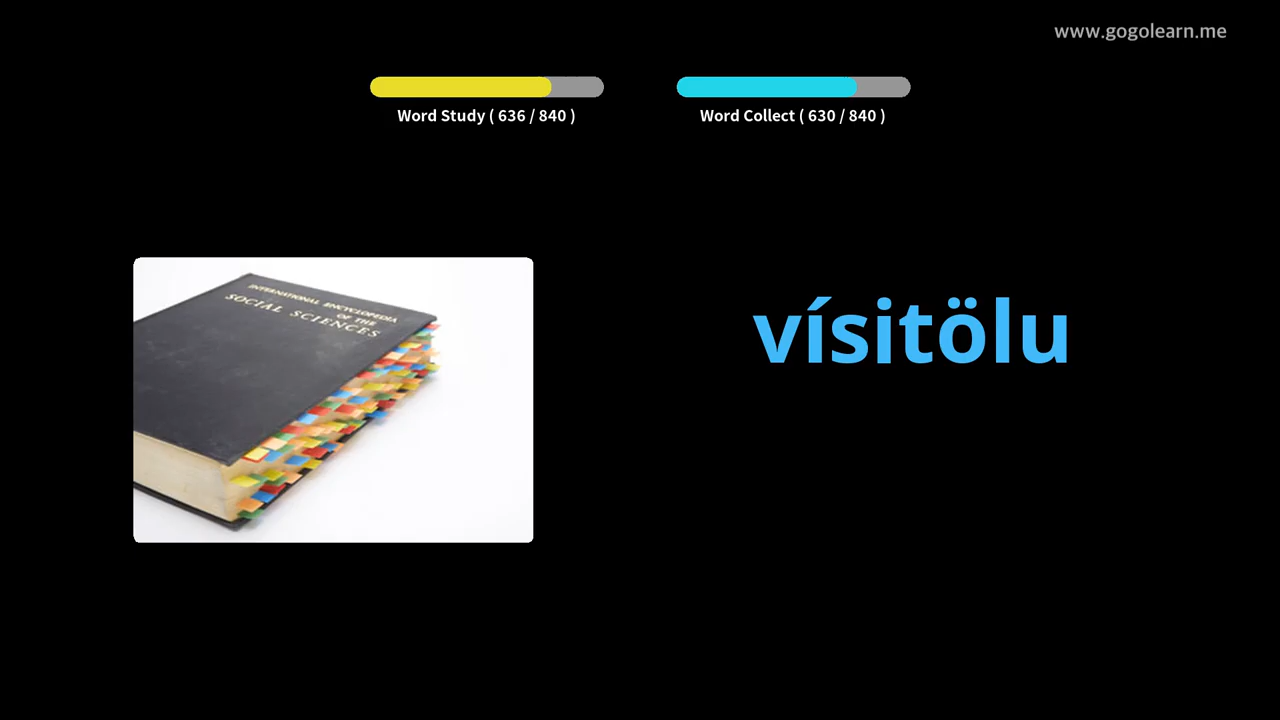 www.gogolearn.me
Word Study ( 636 / 840 )
Word Collect ( 630 / 840 )
INTERNATIONAL ENCYCLOPEDIA
OF THE
SOCIAL SCIENCES
vísitölu